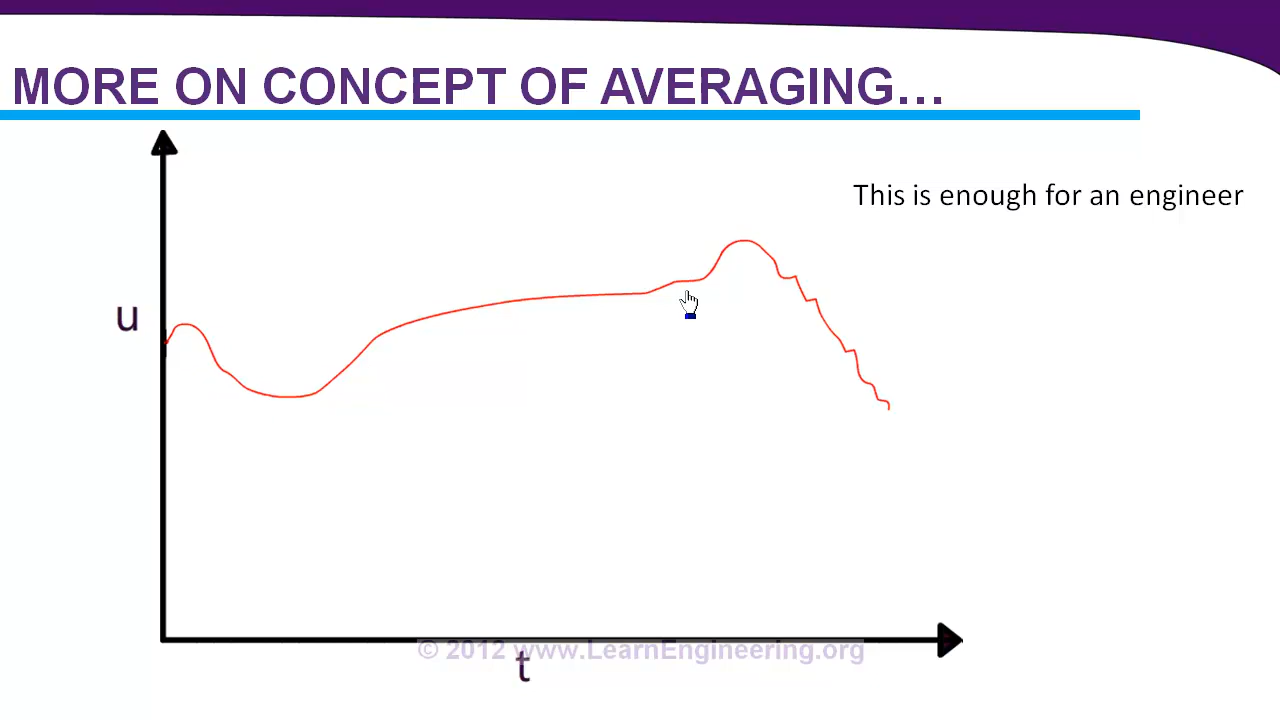 MORE ON CONCEPT OF AVERAGING...
This is enough for an engineer
u
© 2012 www.LearnEngineering.org
t